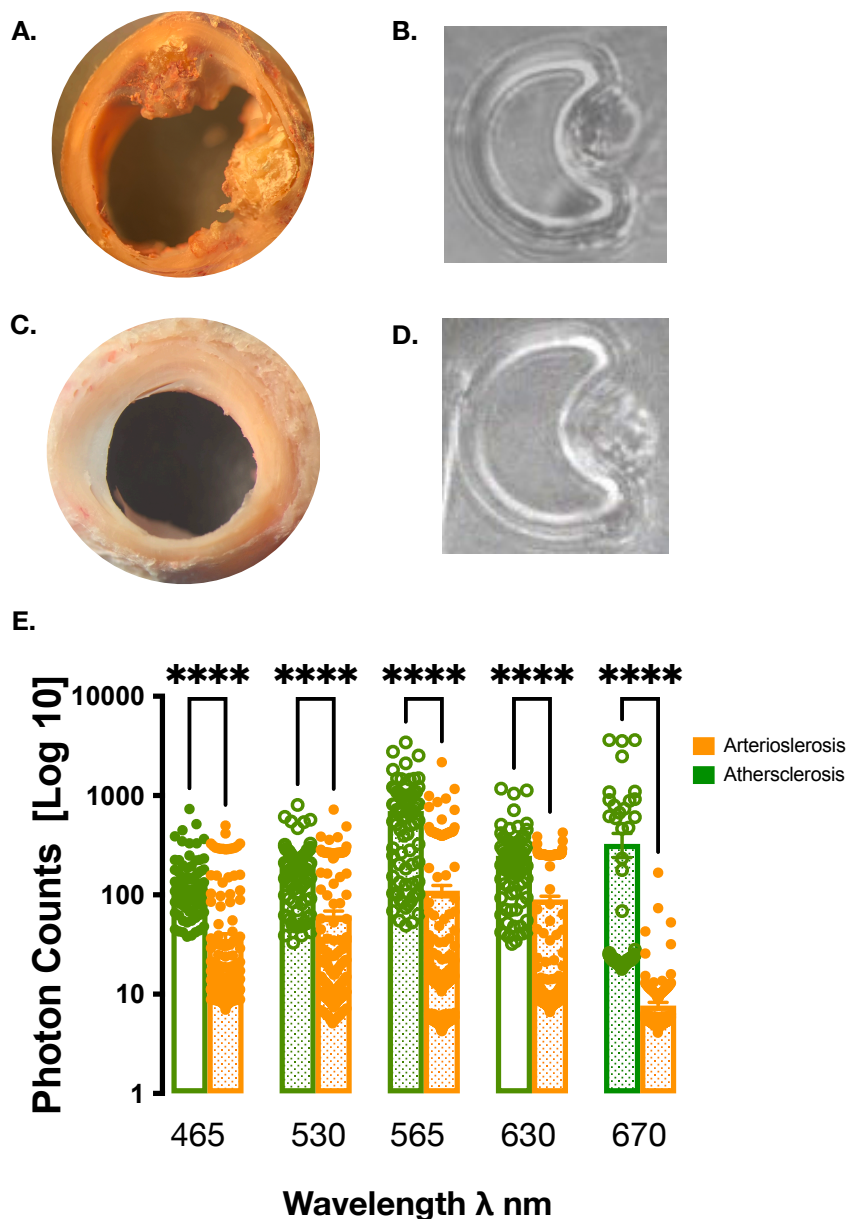 A.
B.
C.
D.
E.
**** **** **** **** ****
Photon Counts [Log 10]
10000
1000
100
10
1
465 530 565 630 670
Wavelength λ nm
Arterioslerosis
Athersclerosis